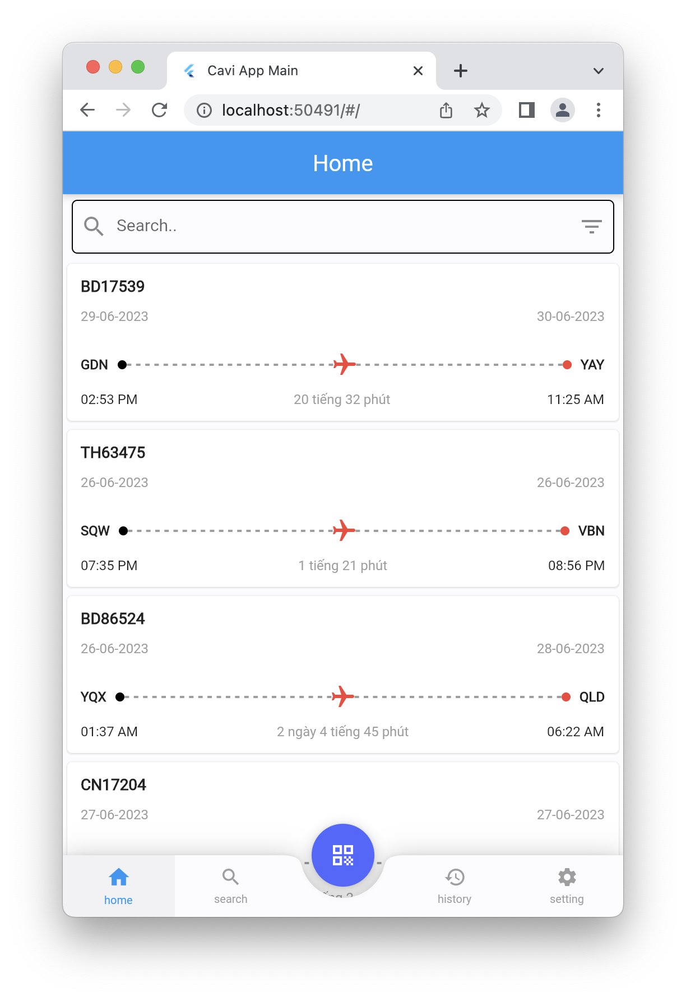 Cavi App Main
localhost:50491/#/
Home
Search..
BD17539
29-06-2023 30-06-2023
GDN YAY
02:53 PM 20 tiếng 32 phút 11:25 AM
TH63475
26-06-2023 26-06-2023
SQW VBN
07:35 PM 1 tiếng 21 phút 08:56 PM
BD86524
26-06-2023 28-06-2023
YQX QLD
01:37 AM 2 ngày 4 tiếng 45 phút 06:22 AM
CN17204
27-06-2023 27-06-2023
home search history setting